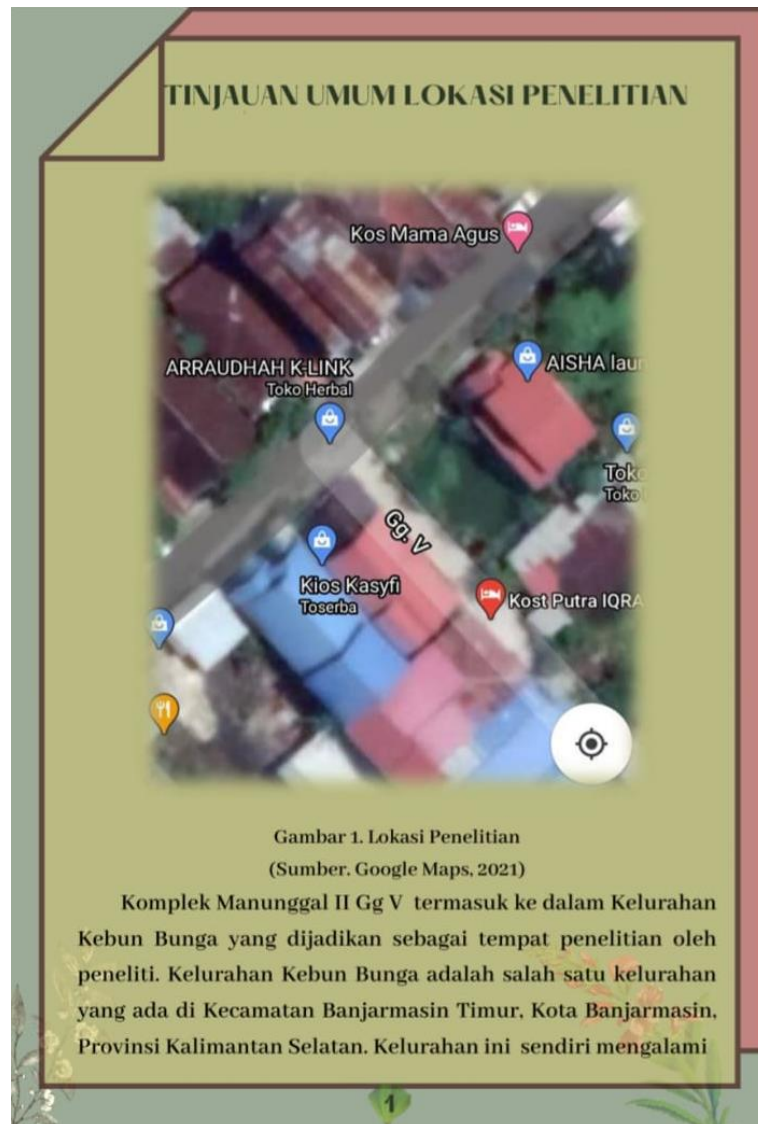 TINJAUAN UMUM LOKASI PENELITIAN
Kos Mama Agus
ARRAUDHAH K-LINK
Toko Herbal
AISHA
Gg. V
Kios Kasyfi
Toserba
Kost Putra IQRA
Gambar 1. Lokasi Penelitian
(Sumber. Google Maps, 2021)
Komplek Manunggal II Gg V termasuk ke dalam Kelurahan
Kebun Bunga yang dijadikan sebagai tempat penelitian oleh
peneliti. Kelurahan Kebun Bunga adalah salah satu kelurahan
yang ada di Kecamatan Banjarmasin Timur, Kota Banjarmasin,
Provinsi Kalimantan Selatan. Kelurahan ini sendiri mengalami
1